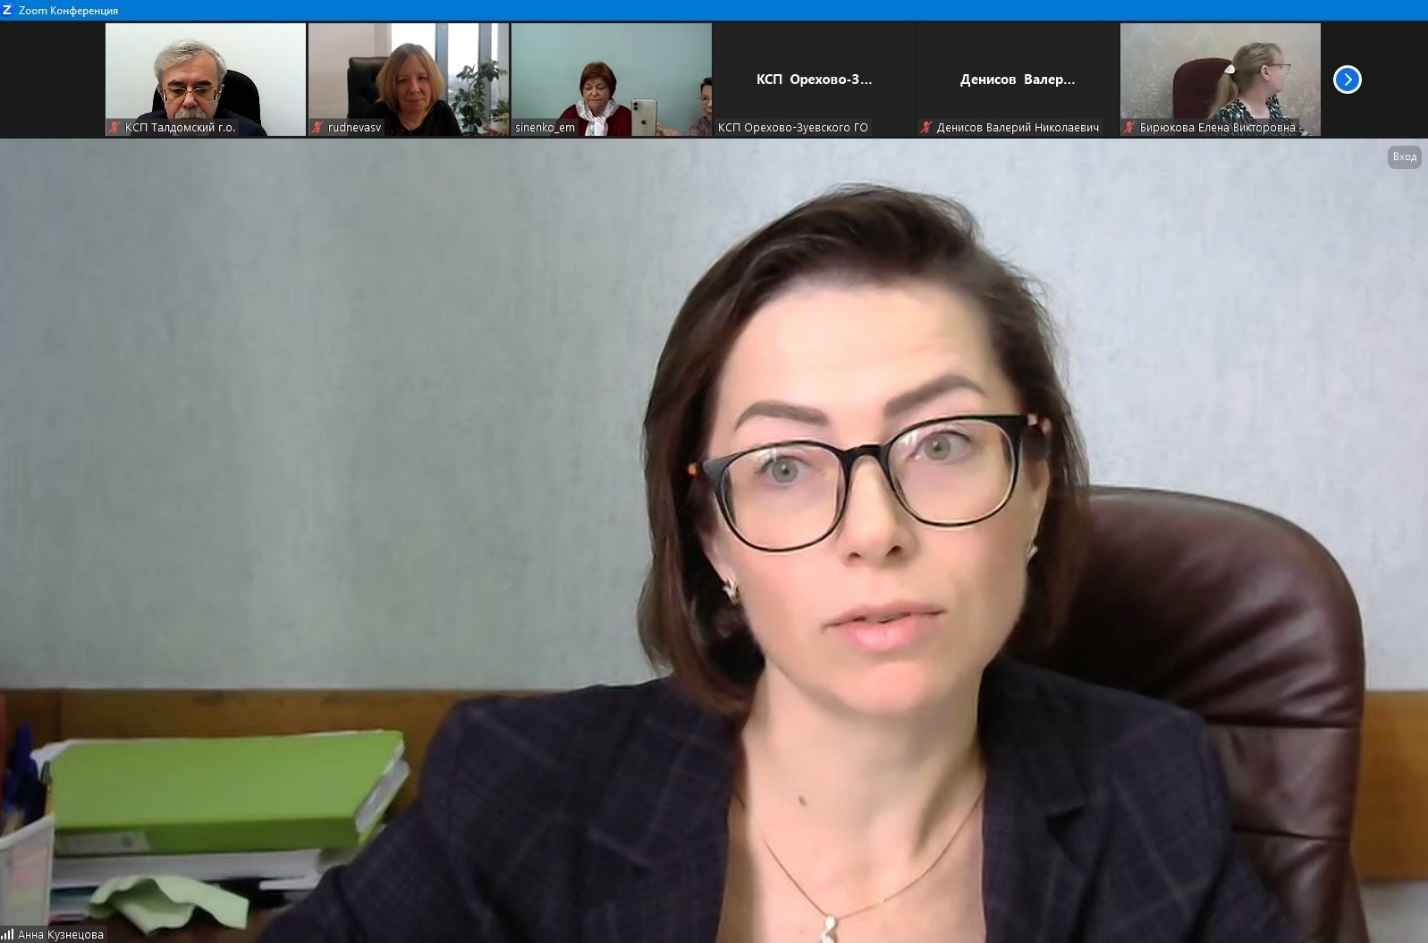 Zoom Конференция
КСП Орехово-З...
Денисов Валер...
КСП Талдомский г.о.
rudnevasv
sinenko_em
КСП Орехово-Зуевского ГО
Денисов Валерий Николаевич
Бирюкова Елена Викторовна
Вход
Анна Кузнецова